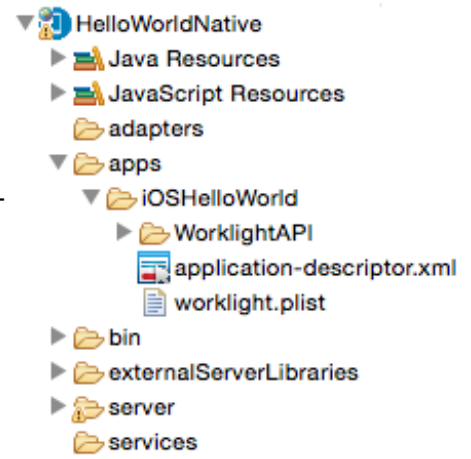 HelloWorldNative
Java Resources
JavaScript Resources
adapters
apps
iOSHelloWorld
WorklightAPI
application-descriptor.xml
worklight.plist
bin
externalServerLibraries
server
services